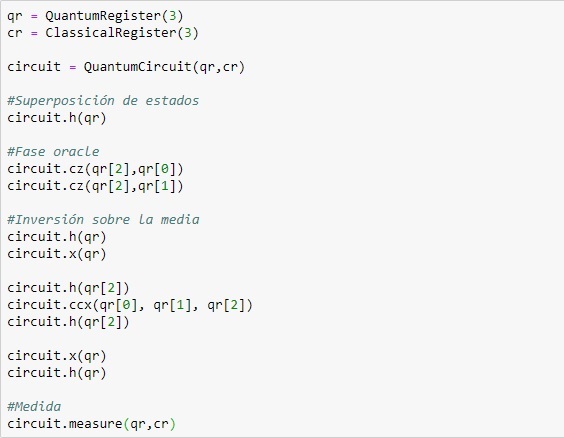 qr = QuantumRegister(3)
cr = ClassicalRegister(3)
circuit = QuantumCircuit(qr,cr)
#Superposición de estados
circuit.h(qr)
#Fase oracle
circuit.cz(qr[2],qr[0])
circuit.cz(qr[2],qr[1])
#Inversión sobre la media
circuit.h(qr)
circuit.x(qr)
circuit.h(qr[2])
circuit.ccx(qr[0], qr[1], qr[2])
circuit.h(qr[2])
circuit.x(qr)
circuit.h(qr)
#Medida
circuit.measure(qr,cr)